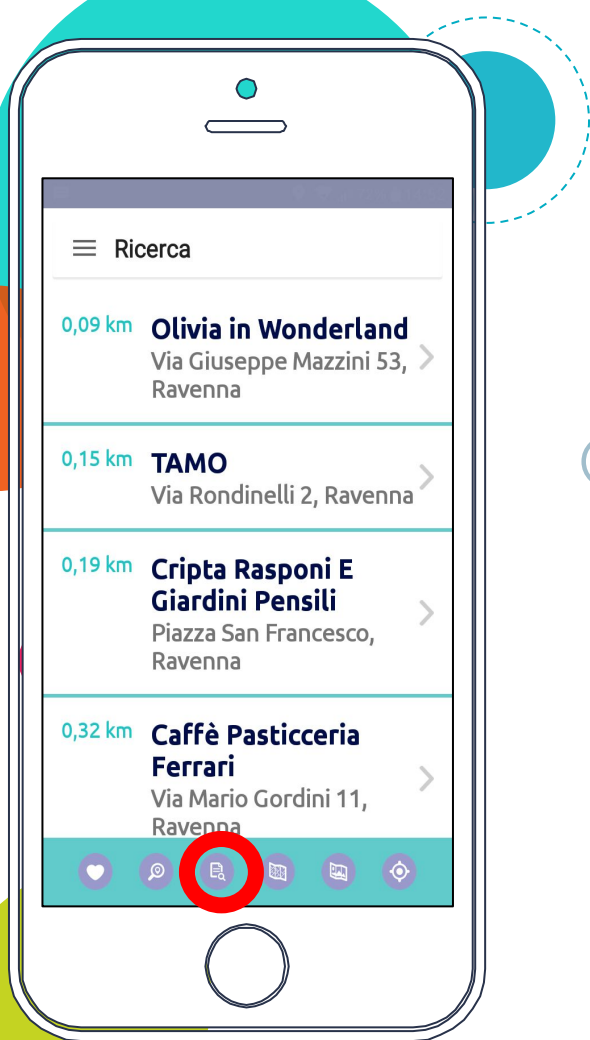 Ricerca
0,09 km
Olivia in Wonderland
Via Giuseppe Mazzini 53,
Ravenna
0,15 km
TAMO
Via Rondinelli 2, Ravenna
0,19 km
Cripta Rasponi E
Giardini Pensili
Piazza San Francesco,
Ravenna
0,32 km
Caffè Pasticceria
Ferrari
Via Mario Gordini 11,
Ravenna